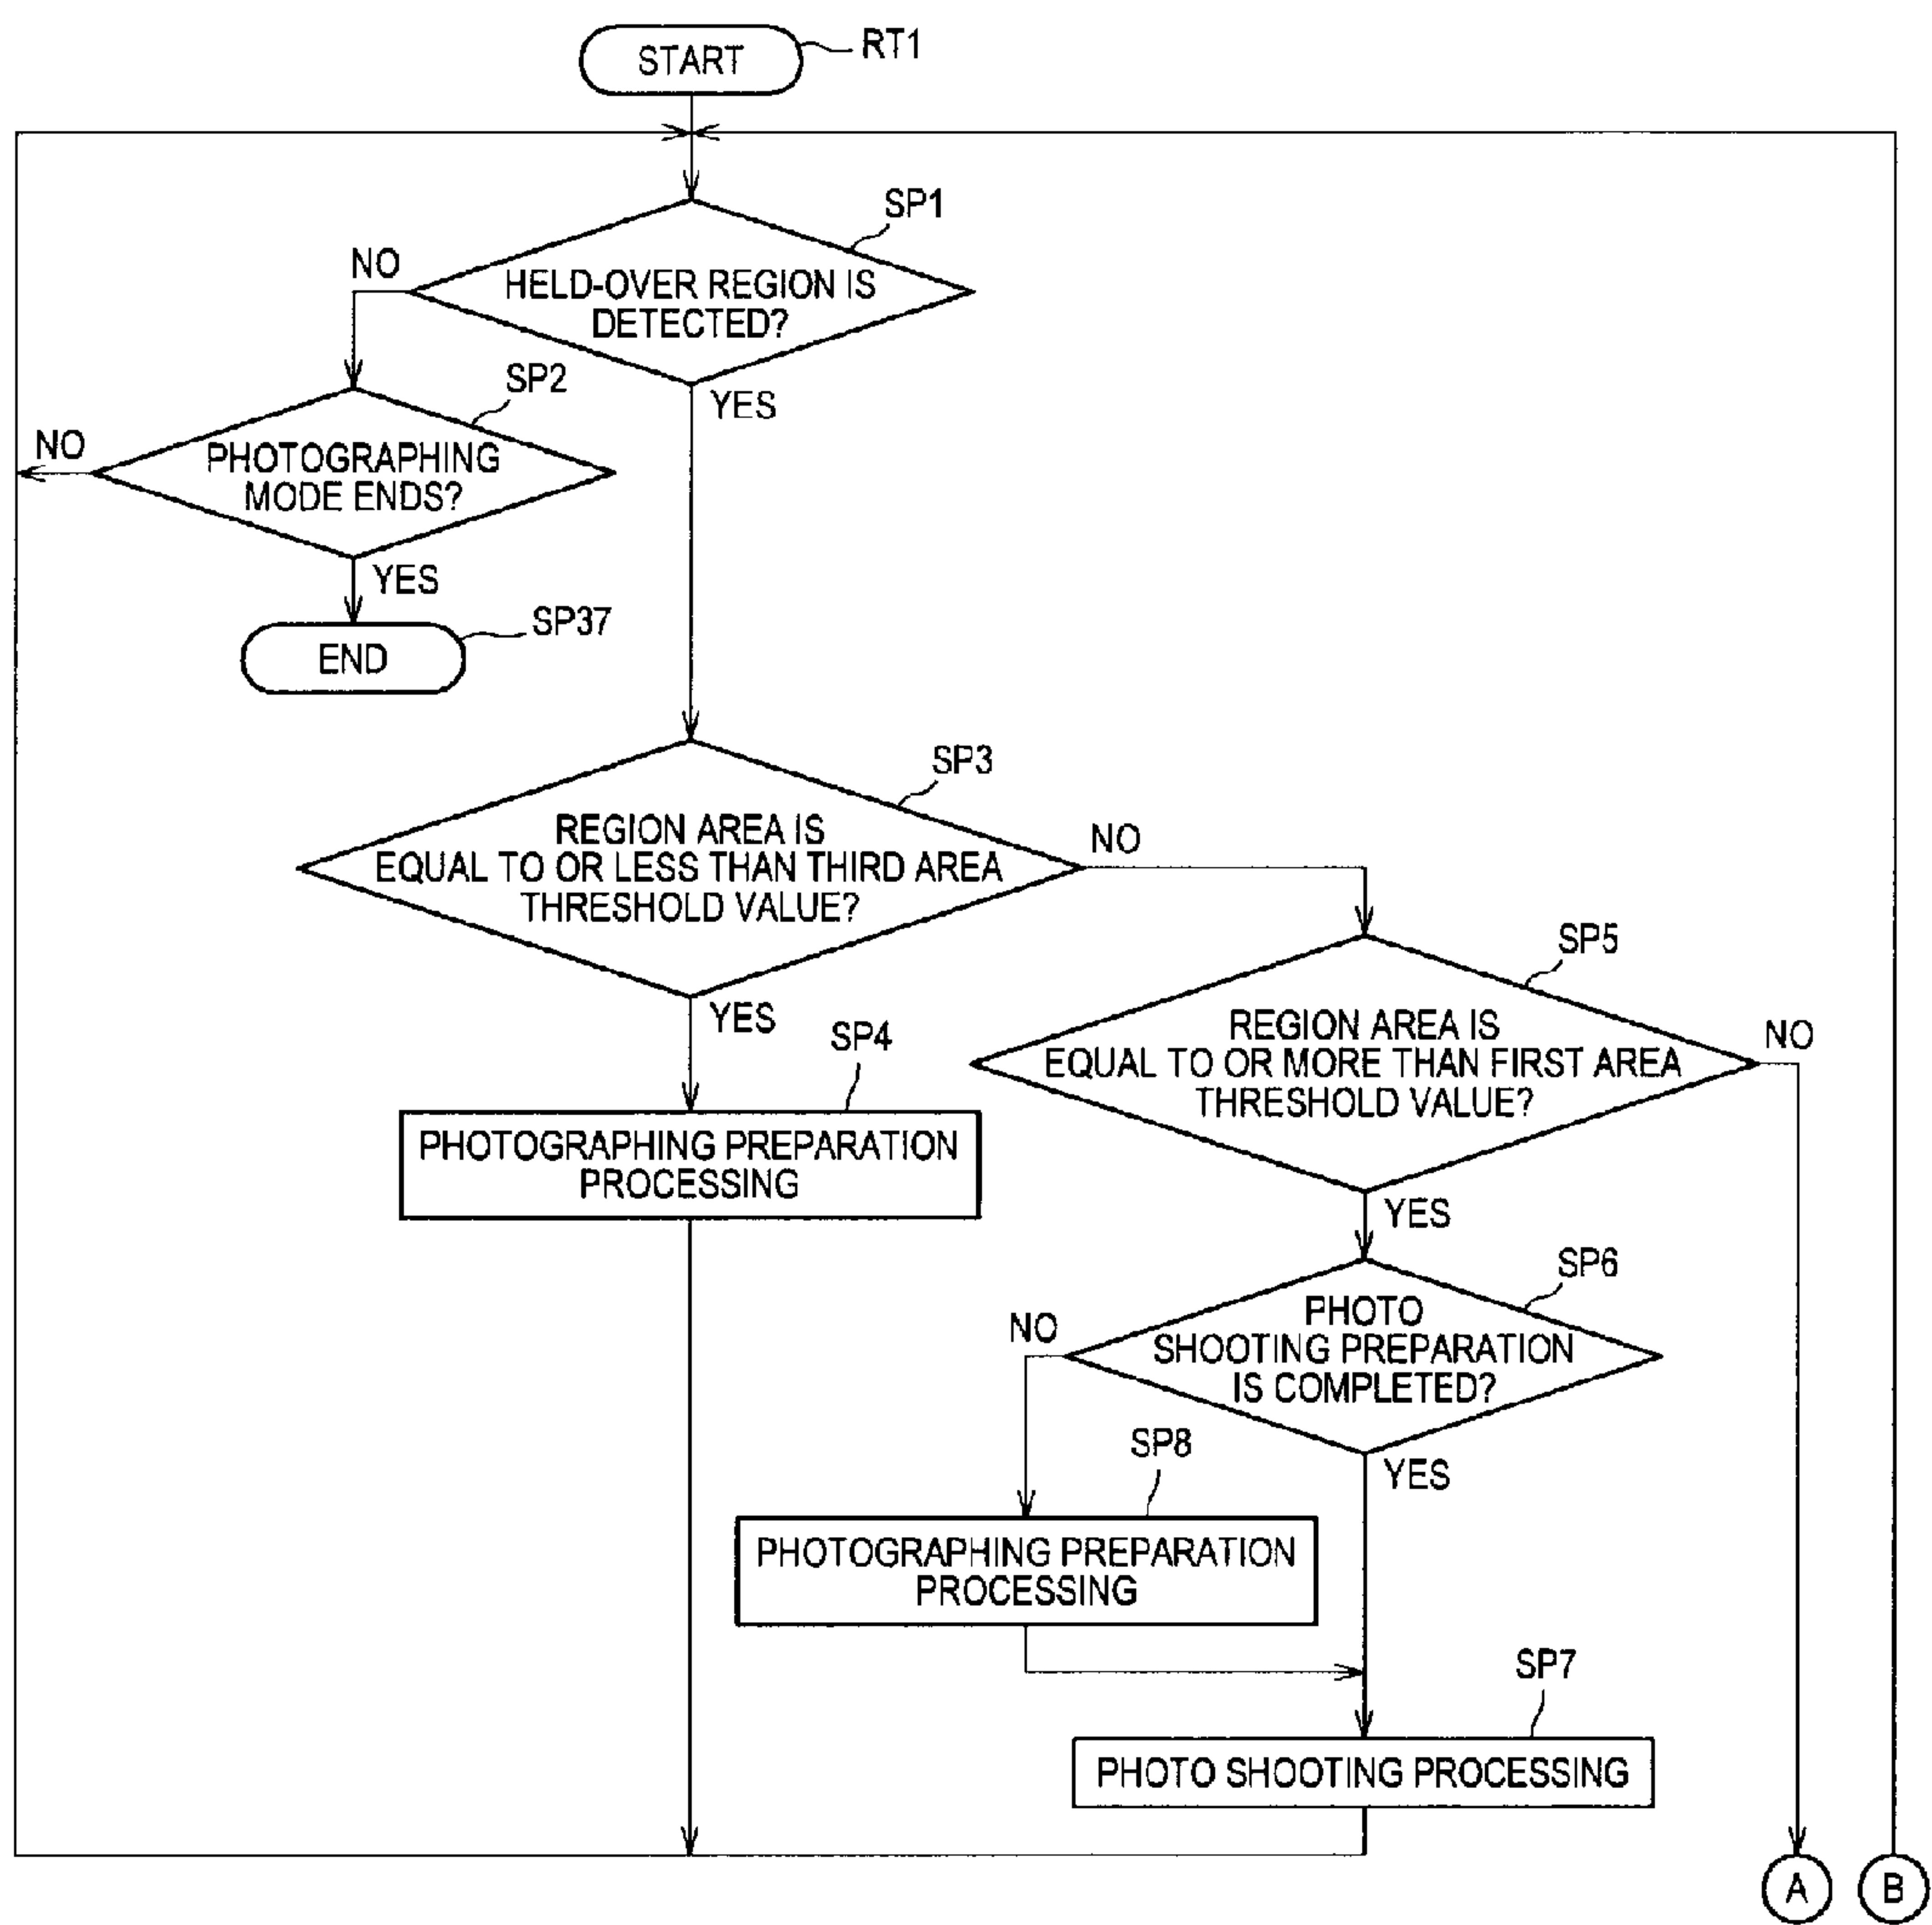 START
RT1
SP1
NO
HELD-OVER REGION IS
DETECTED?
YES
SP2
NO
PHOTOGRAPHING
MODE ENDS?
YES
SP37
END
SP3
REGION AREA IS
EQUAL TO OR LESS THAN THIRD AREA
THRESHOLD VALUE?
NO
YES
SP5
REGION AREA IS
EQUAL TO OR MORE THAN FIRST AREA
THRESHOLD VALUE?
NO
YES
SP4
PHOTOGRAPHING PREPARATION
PROCESSING
SP6
PHOTO
SHOOTING PREPARATION
IS COMPLETED?
NO
YES
SP8
PHOTOGRAPHING PREPARATION
PROCESSING
SP7
PHOTO SHOOTING PROCESSING
A
B